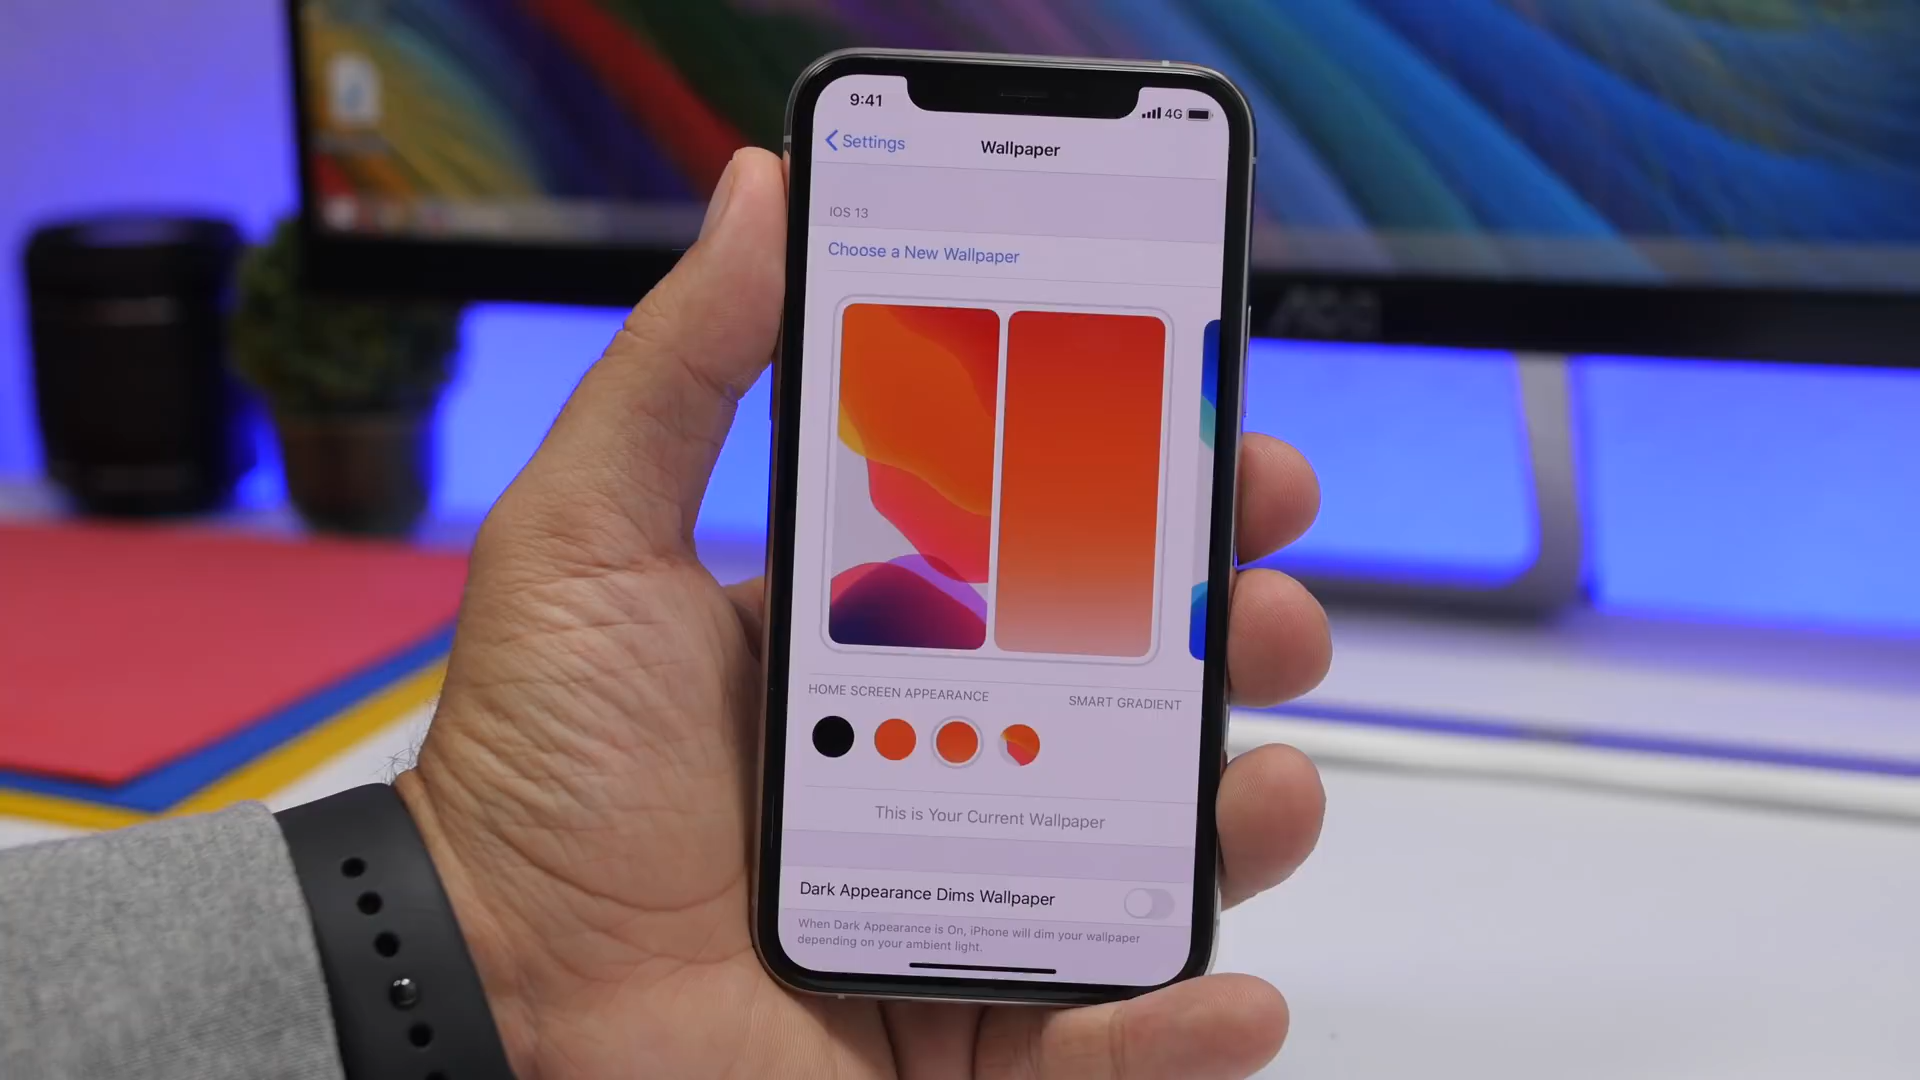 9:41
4G
Settings
Wallpaper
IOS 13
Choose a New Wallpaper
HOME SCREEN APPEARANCE
SMART GRADIENT
This is Your Current Wallpaper
Dark Appearance Dims Wallpaper
When Dark Appearance is On, iPhone will dim your wallpaper
depending on your ambient light.
AOC